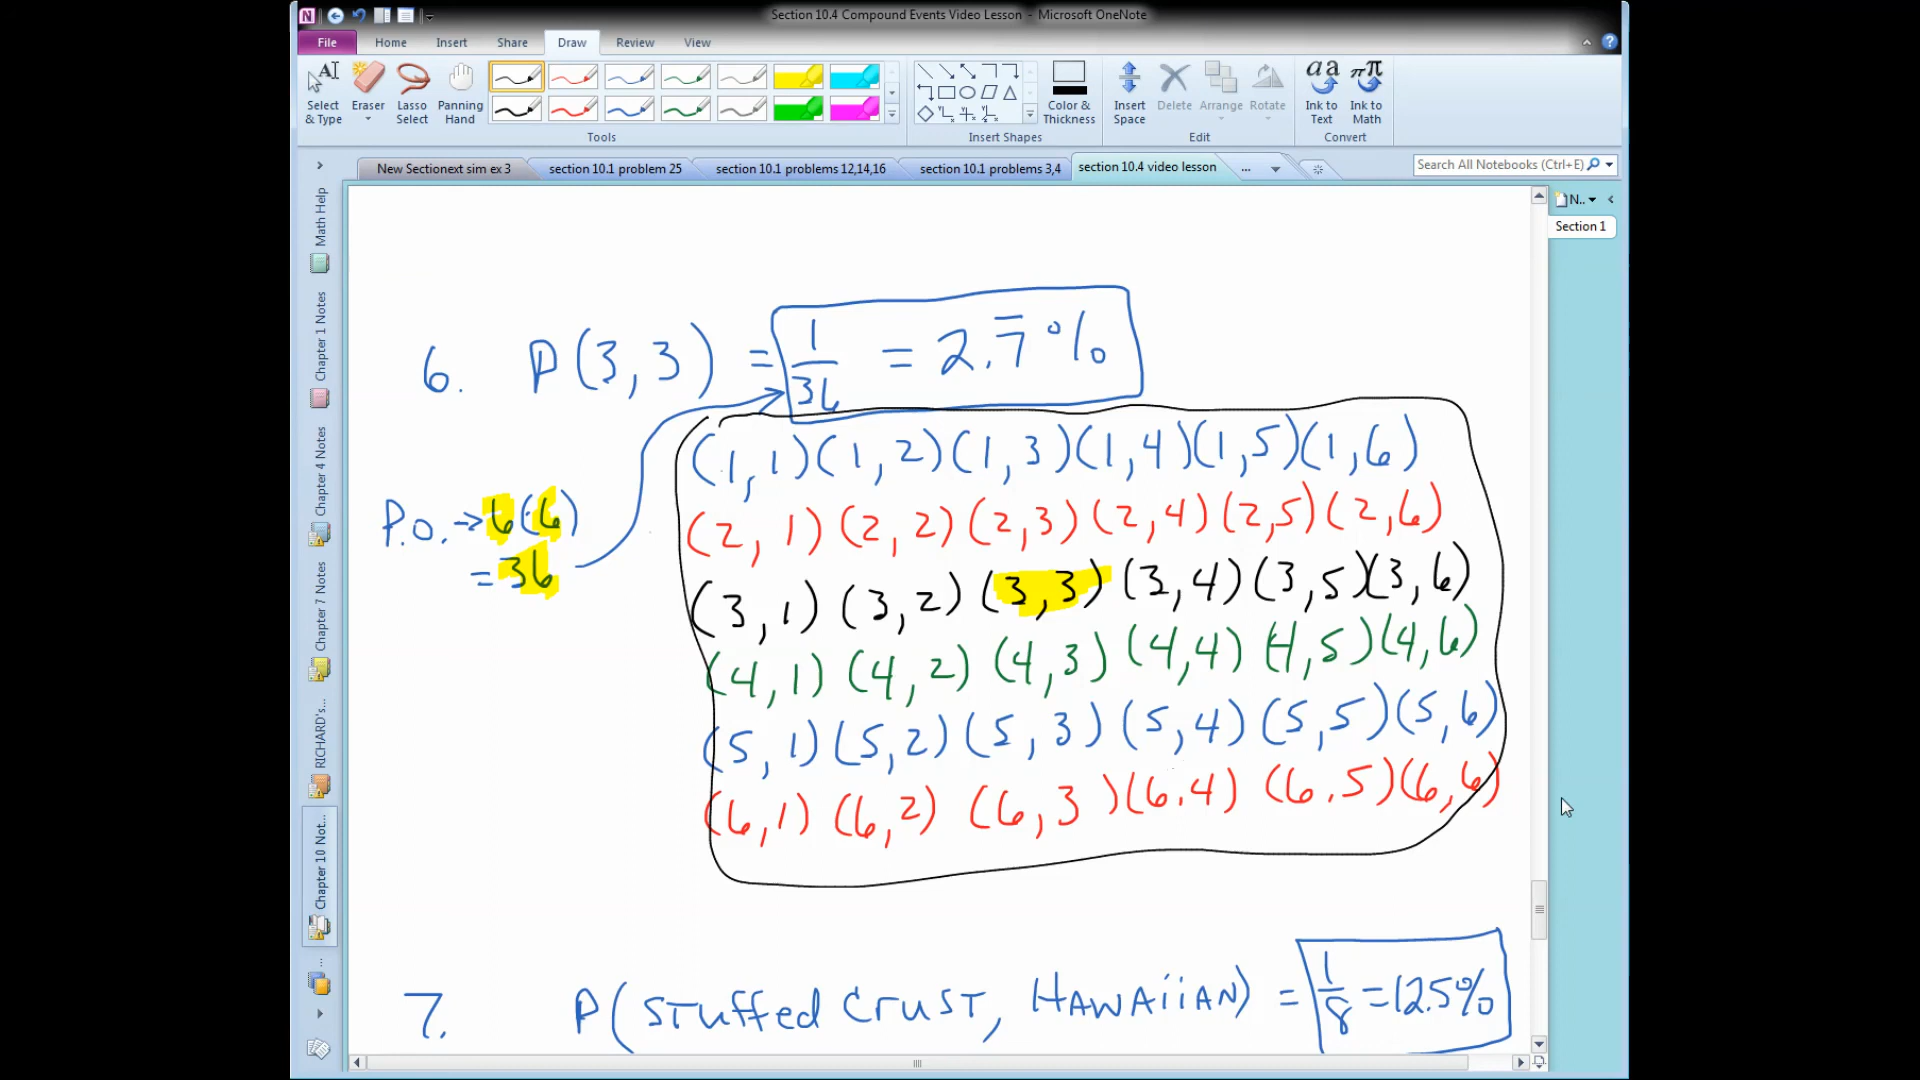 Section 10.4 Compound Events Video Lesson - Microsoft OneNote
File Home Insert Share Draw Review View
Select & Type Eraser Lasso Select Panning Hand Color & Thickness Insert Space Delete Arrange Rotate Ink to Text Ink to Math
Tools Insert Shapes Edit Convert
New Sectionext sim ex 3 section 10.1 problem 25 section 10.1 problems 12,14,16 section 10.1 problems 3,4 section 10.4 video lesson ... Search All Notebooks (Ctrl+E)
N..
Section 1
Math Help
Chapter 1 Notes
Chapter 4 Notes
Chapter 7 Notes
RICHARD's...
Chapter 10 Not...
6. P(3,3) = 1/36 = 2.7̅%
P.O. → 6(6)
= 36
(1,1)(1,2)(1,3)(1,4)(1,5)(1,6)
(2,1)(2,2)(2,3)(2,4)(2,5)(2,6)
(3,1)(3,2)(3,3)(3,4)(3,5)(3,6)
(4,1)(4,2)(4,3)(4,4)(4,5)(4,6)
(5,1)(5,2)(5,3)(5,4)(5,5)(5,6)
(6,1)(6,2)(6,3)(6.4)(6.5)(6,6)
7. P(Stuffed Crust, Hawaiian) = 1/8 = 12.5%